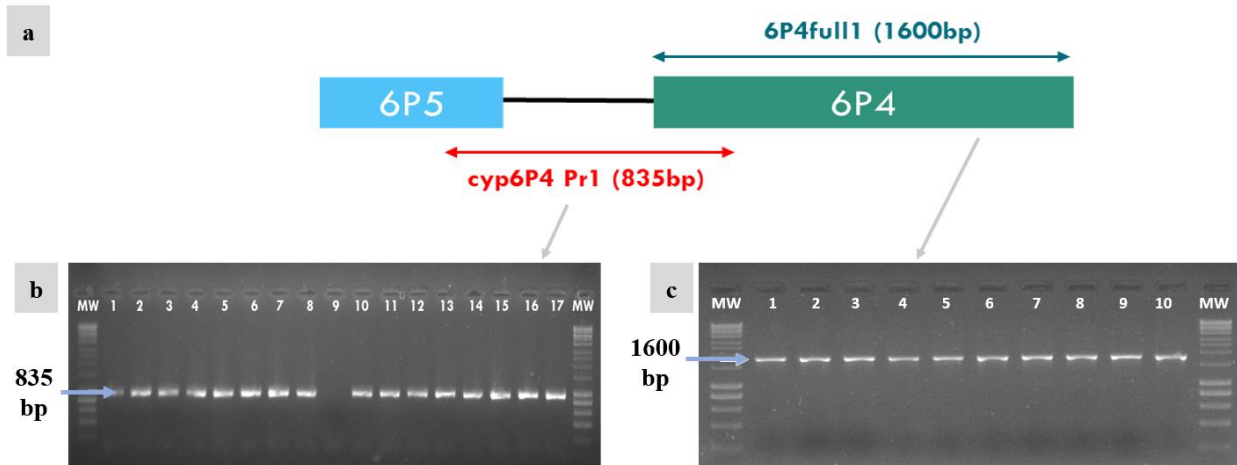 a
6P4full1 (1600bp)
6P5
6P4
cyp6P4 Pr1 (835bp)
b
MW 1 2 3 4 5 6 7 8 9 10 11 12 13 14 15 16 17 MW
835
bp
c
MW 1 2 3 4 5 6 7 8 9 10 MW
1600
bp